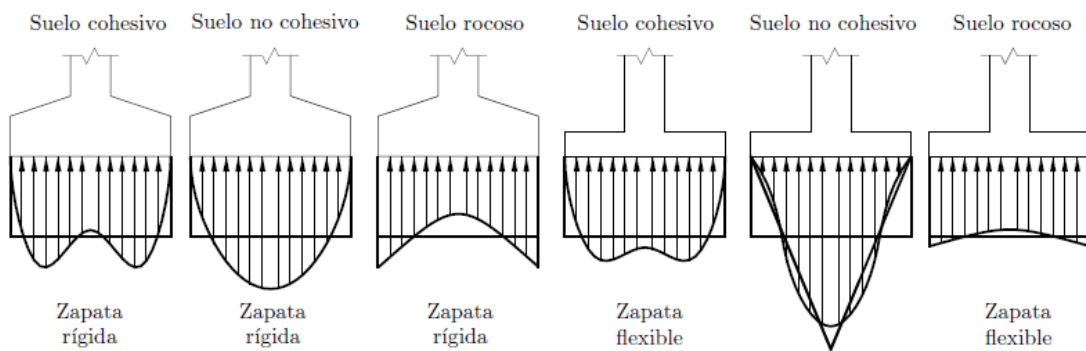 Suelo cohesivo
Suelo no cohesivo
Suelo rocoso
Suelo cohesivo
Suelo no cohesivo
Suelo rocoso
Zapata
rígida
Zapata
rígida
Zapata
rígida
Zapata
flexible
Zapata
flexible